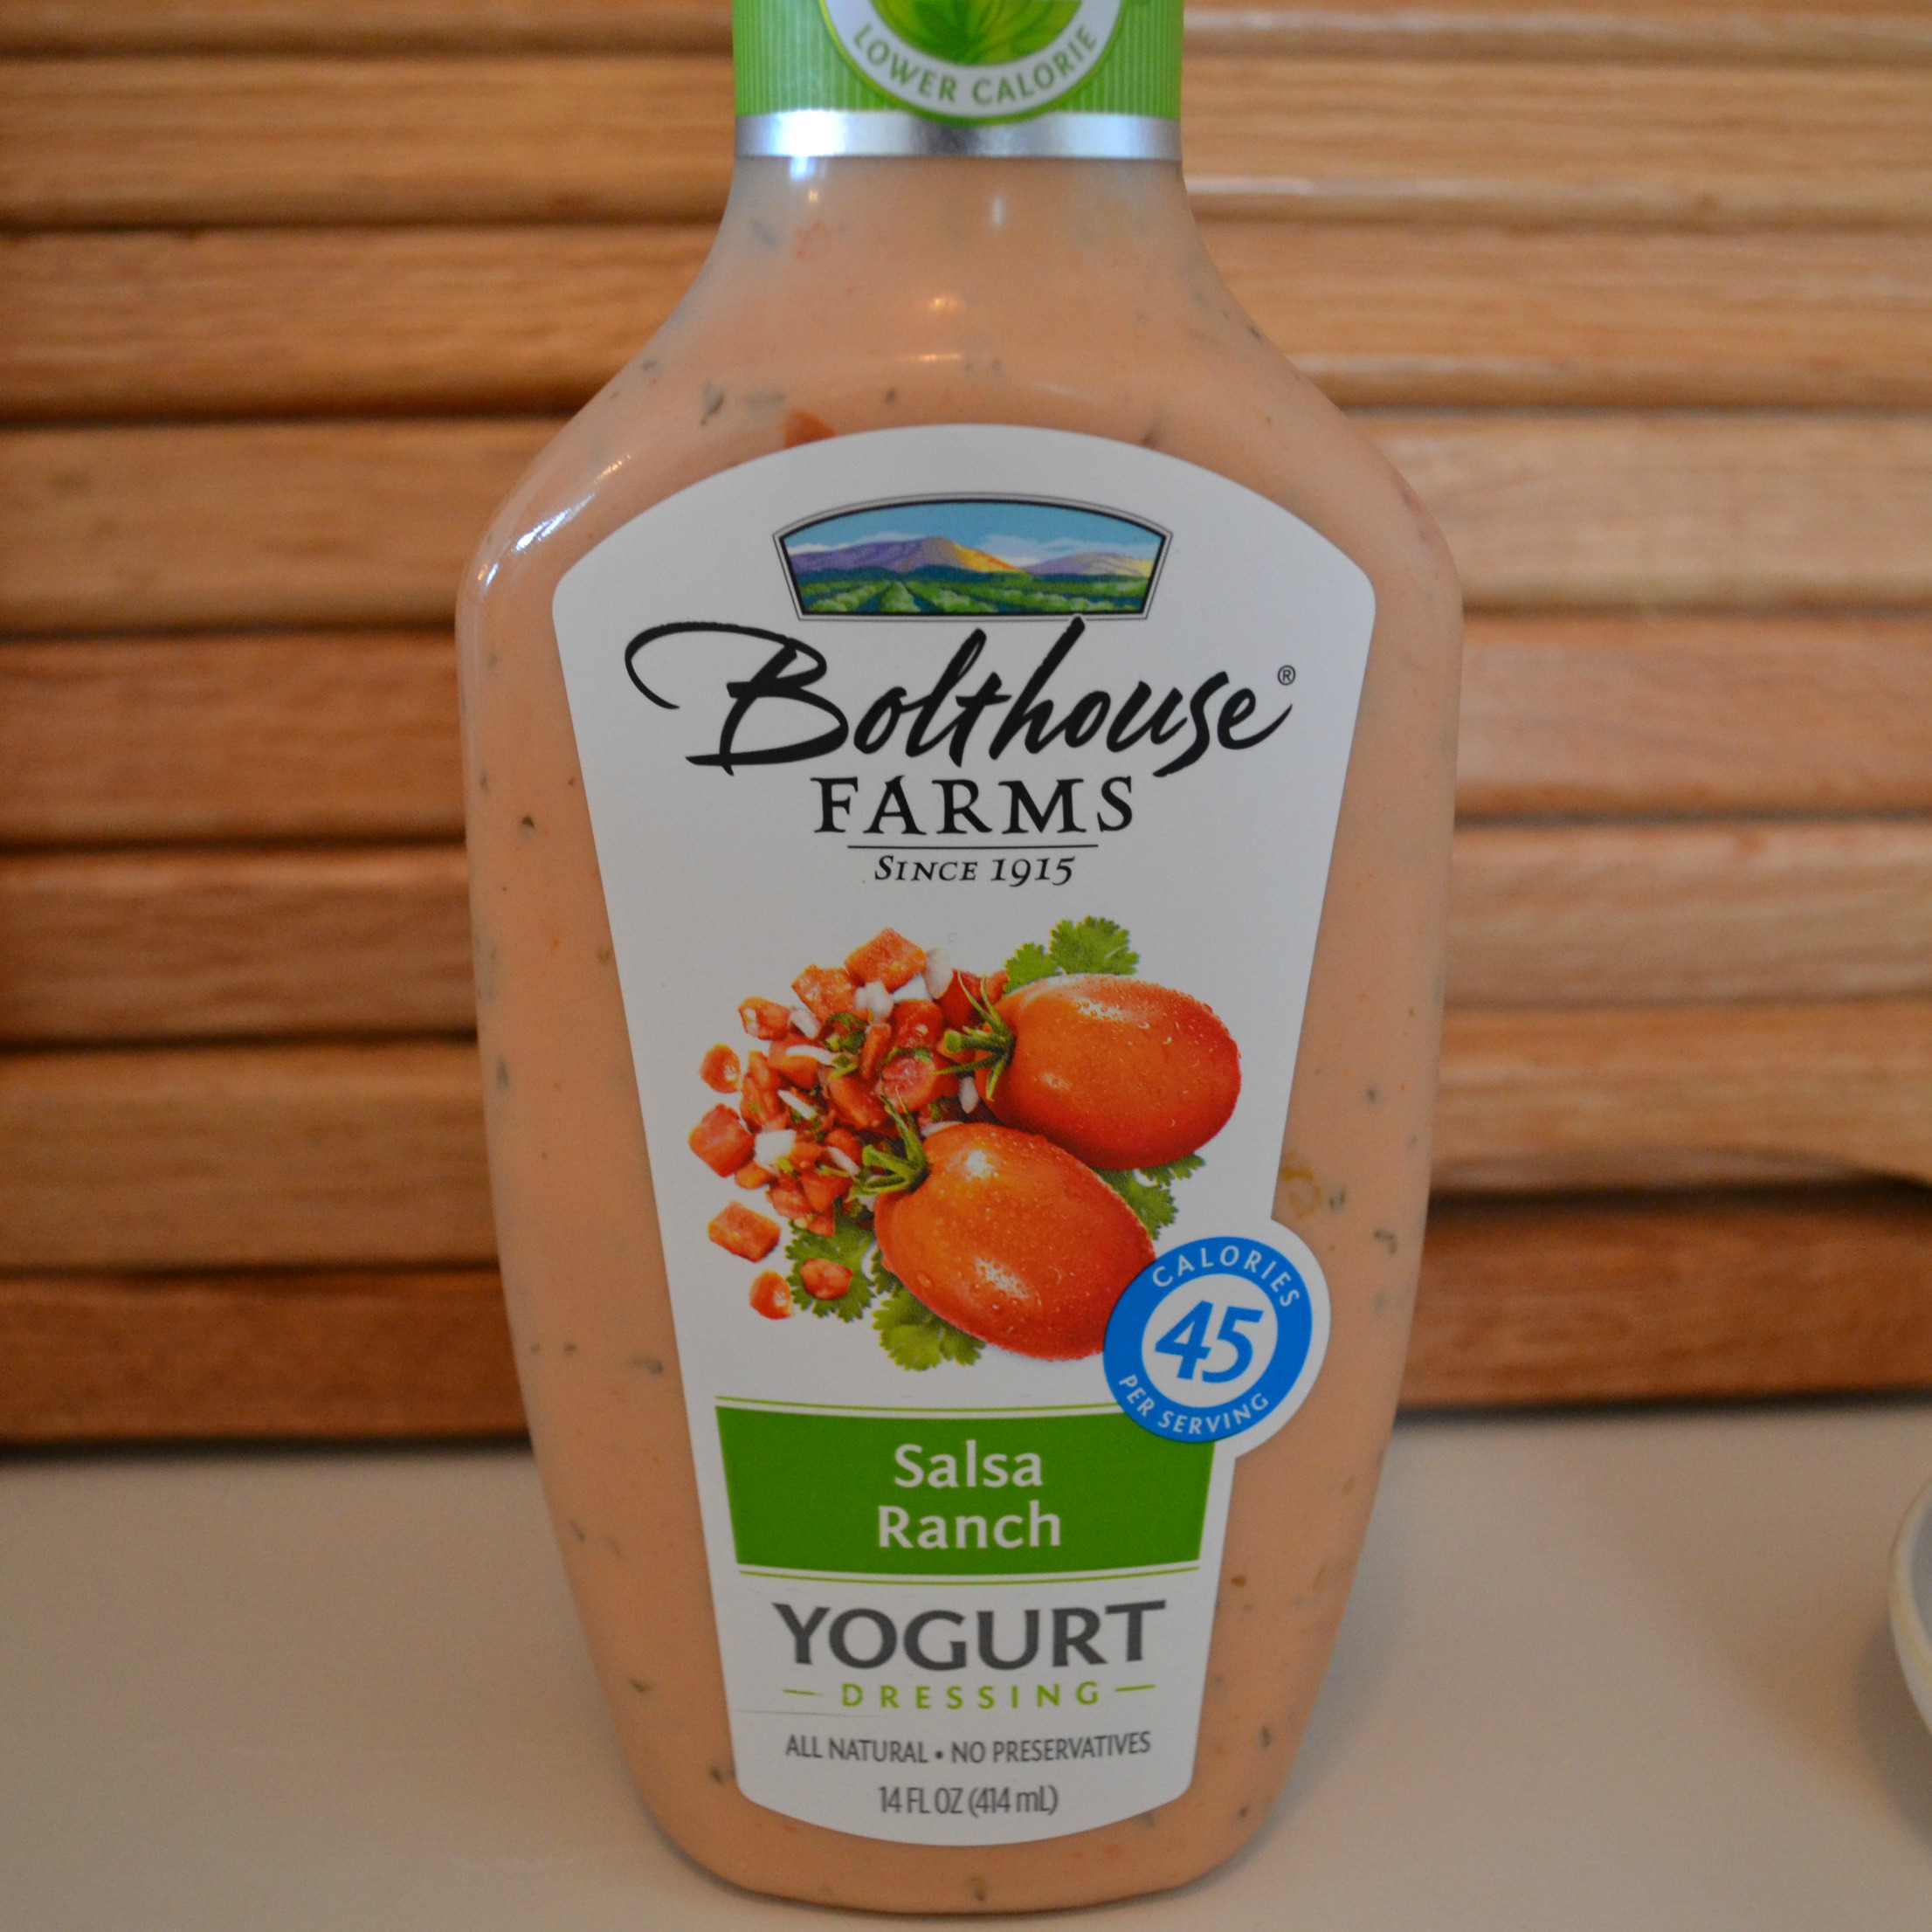 LOWER CALORIE
Bolthouse®
FARMS
SINCE 1915
CALORIES
45
PER SERVING
Salsa
Ranch
YOGURT
DRESSING
ALL NATURAL • NO PRESERVATIVES
14 FL OZ (414 mL)